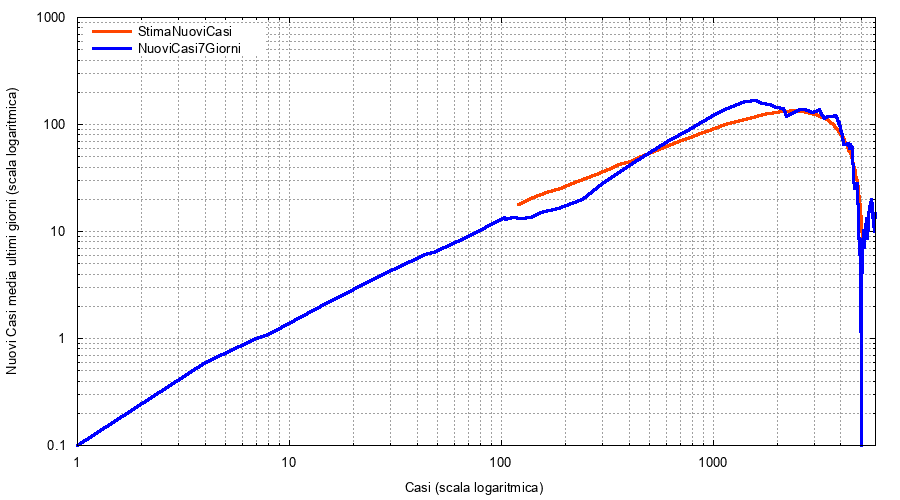 1000
StimaNuoviCasi
NuoviCasi7Giorni
100
10
1
0.1
Nuovi Casi media ultimi giorni (scala logaritmica)
1 10 100 1000
Casi (scala logaritmica)